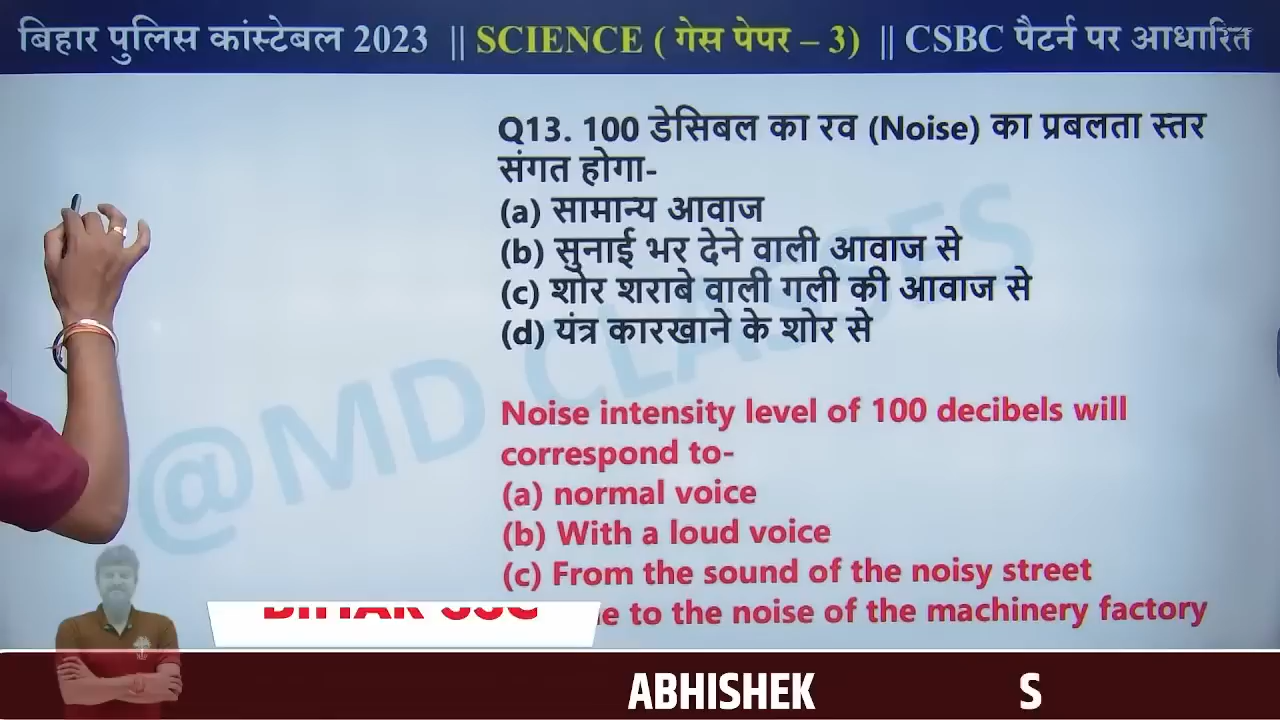 बिहार पुलिस कांस्टेबल 2023 || SCIENCE ( गेस पेपर – 3) || CSBC पैटर्न पर आधारित
Q13. 100 डेसिबल का रव (Noise) का प्रबलता स्तर
संगत होगा-
(a) सामान्य आवाज
(b) सुनाई भर देने वाली आवाज से
(c) शोर शराबे वाली गली की आवाज से
(d) यंत्र कारखाने के शोर से
@MD CLASSES
Noise intensity level of 100 decibels will
correspond to-
(a) normal voice
(b) With a loud voice
(c) From the sound of the noisy street
to the noise of the machinery factory
ABHISHEK S